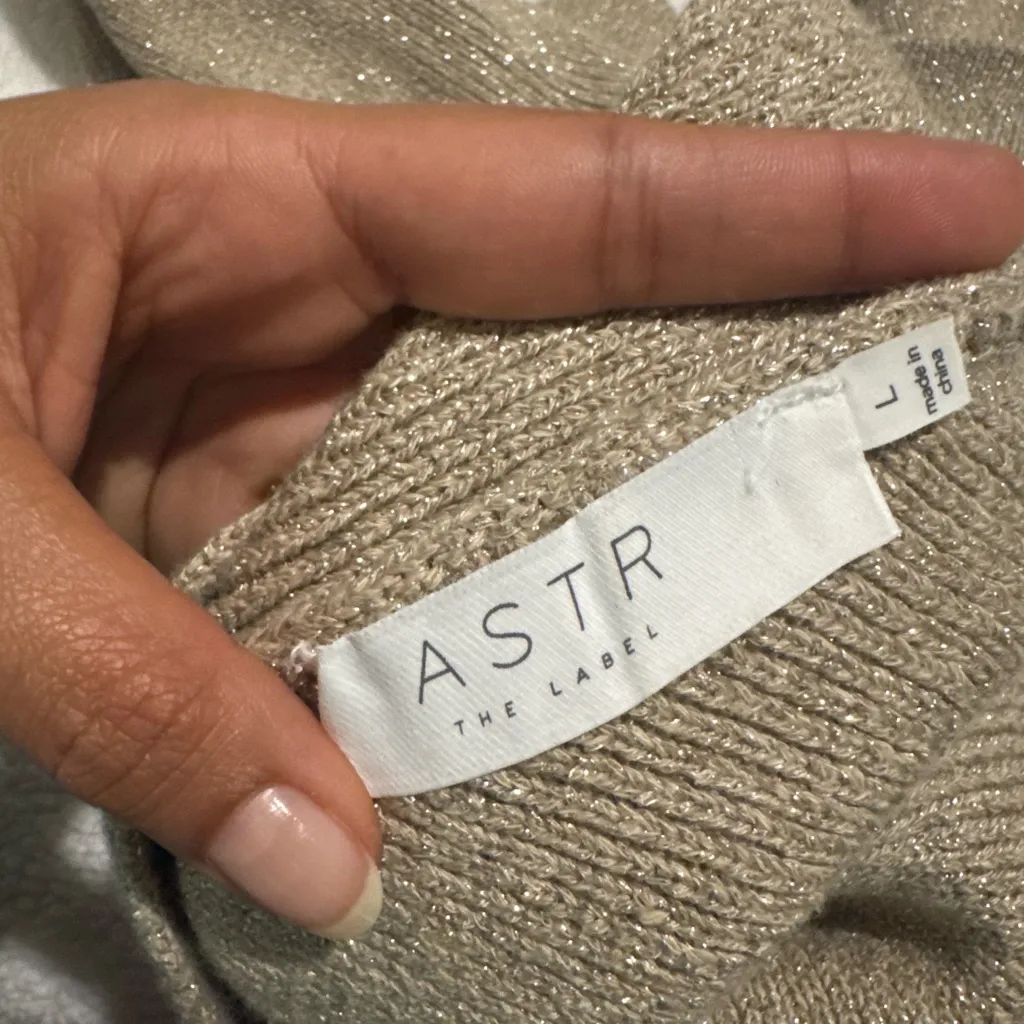 ASTR
THE LABEL
L
made in
china